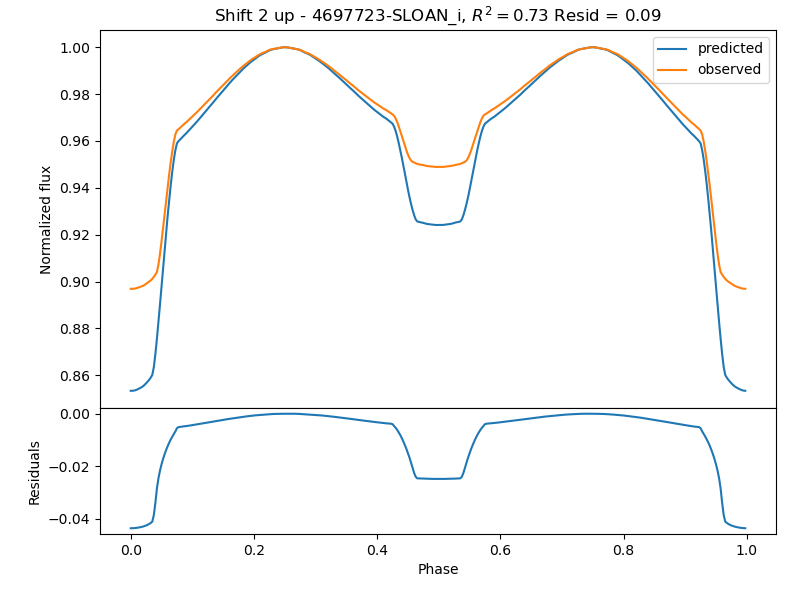 Shift 2 up - 4697723-SLOAN_i, R² = 0.73 Resid = 0.09
predicted
observed
Normalized flux
1.00
0.98
0.96
0.94
0.92
0.90
0.88
0.86
Residuals
0.00
−0.02
−0.04
0.0
0.2
0.4
0.6
0.8
1.0
Phase